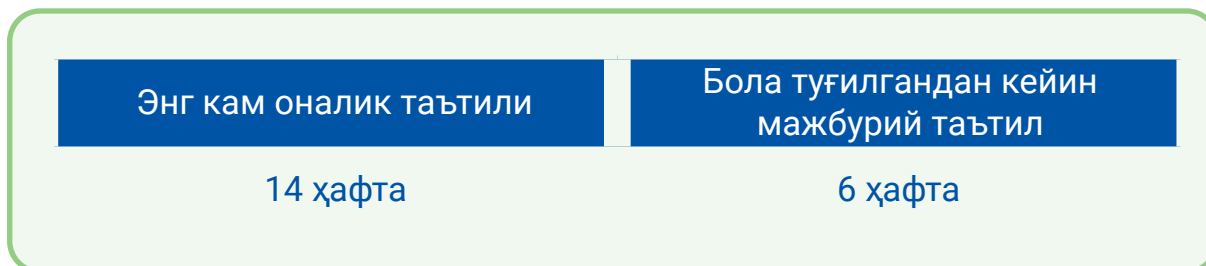 Энг кам оналик таътили
Бола туғилгандан кейин
мажбурий таътил
14 ҳафта
6 ҳафта